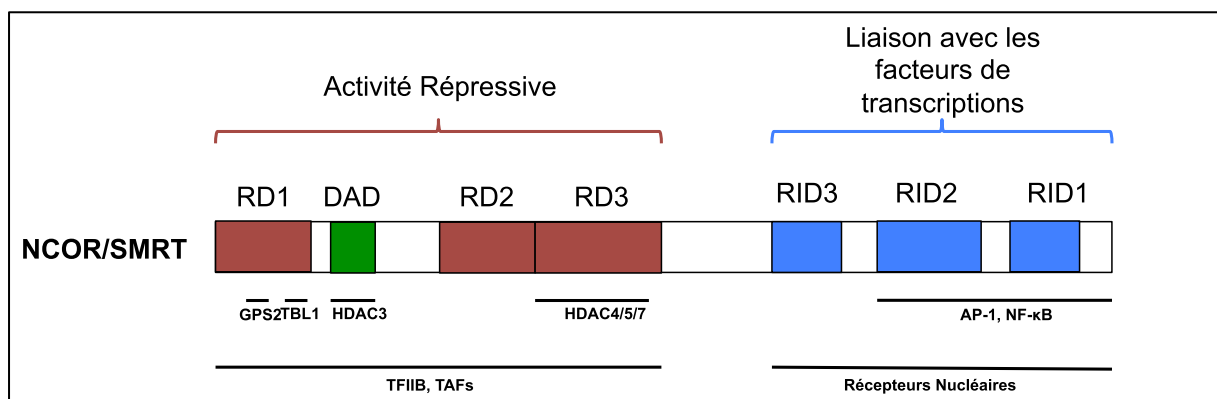 Activité Répressive
Liaison avec les
facteurs de
transcriptions
RD1 DAD RD2 RD3 RID3 RID2 RID1
NCOR/SMRT
GPS2 TBL1 HDAC3 HDAC4/5/7 AP-1, NF-κB
TFIIB, TAFs Récepteurs Nucléaires